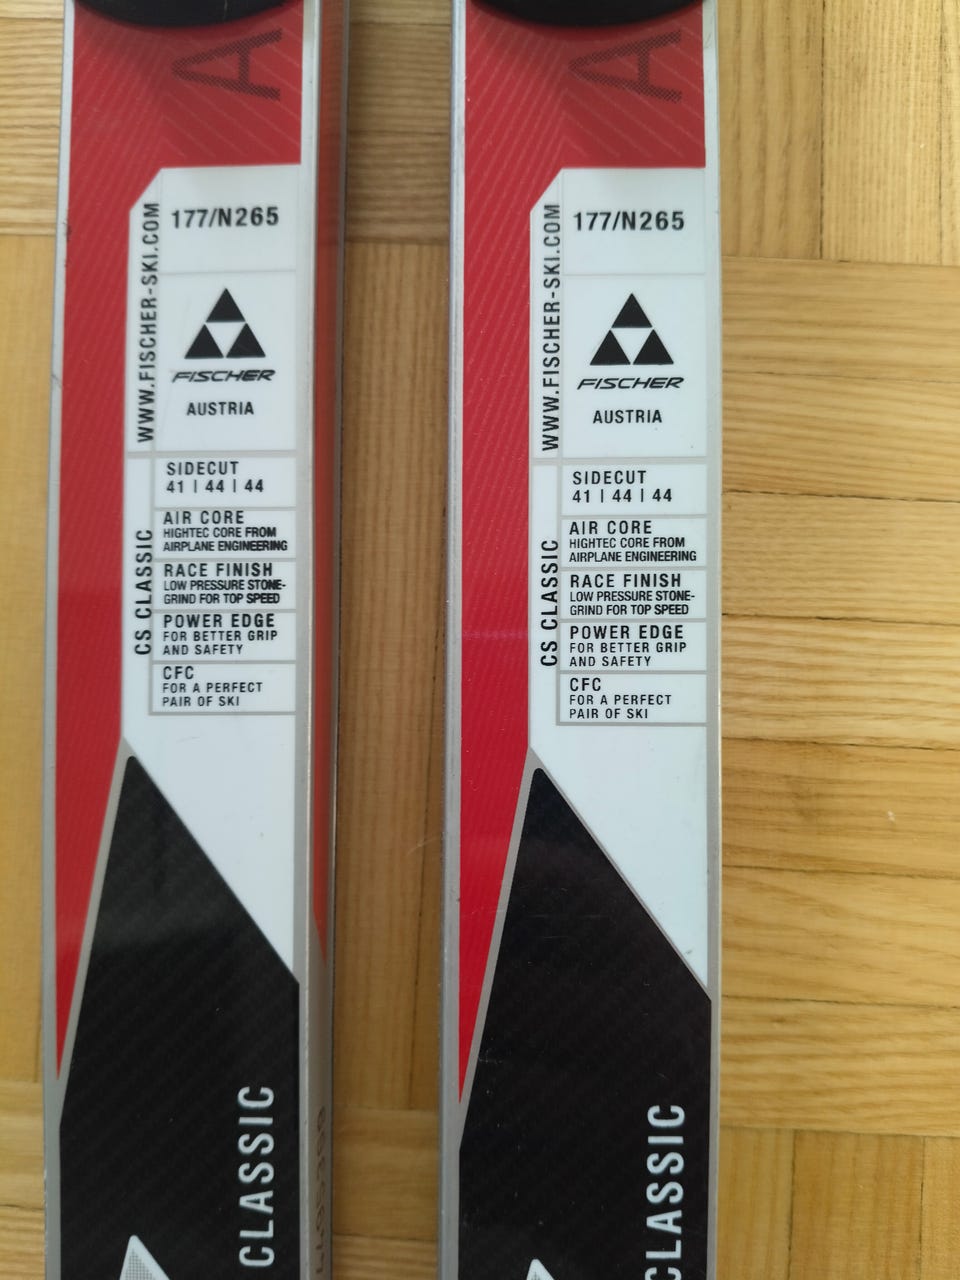 A
177/N265
WWW.FISCHER-SKI.COM
FISCHER
AUSTRIA
SIDECUT
41 | 44 | 44
CS CLASSIC
AIR CORE
HIGHTEC CORE FROM
AIRPLANE ENGINEERING
RACE FINISH
LOW PRESSURE STONE-
GRIND FOR TOP SPEED
POWER EDGE
FOR BETTER GRIP
AND SAFETY
CFC
FOR A PERFECT
PAIR OF SKI
CLASSIC
A
177/N265
WWW.FISCHER-SKI.COM
FISCHER
AUSTRIA
SIDECUT
41 | 44 | 44
CS CLASSIC
AIR CORE
HIGHTEC CORE FROM
AIRPLANE ENGINEERING
RACE FINISH
LOW PRESSURE STONE-
GRIND FOR TOP SPEED
POWER EDGE
FOR BETTER GRIP
AND SAFETY
CFC
FOR A PERFECT
PAIR OF SKI
CLASSIC